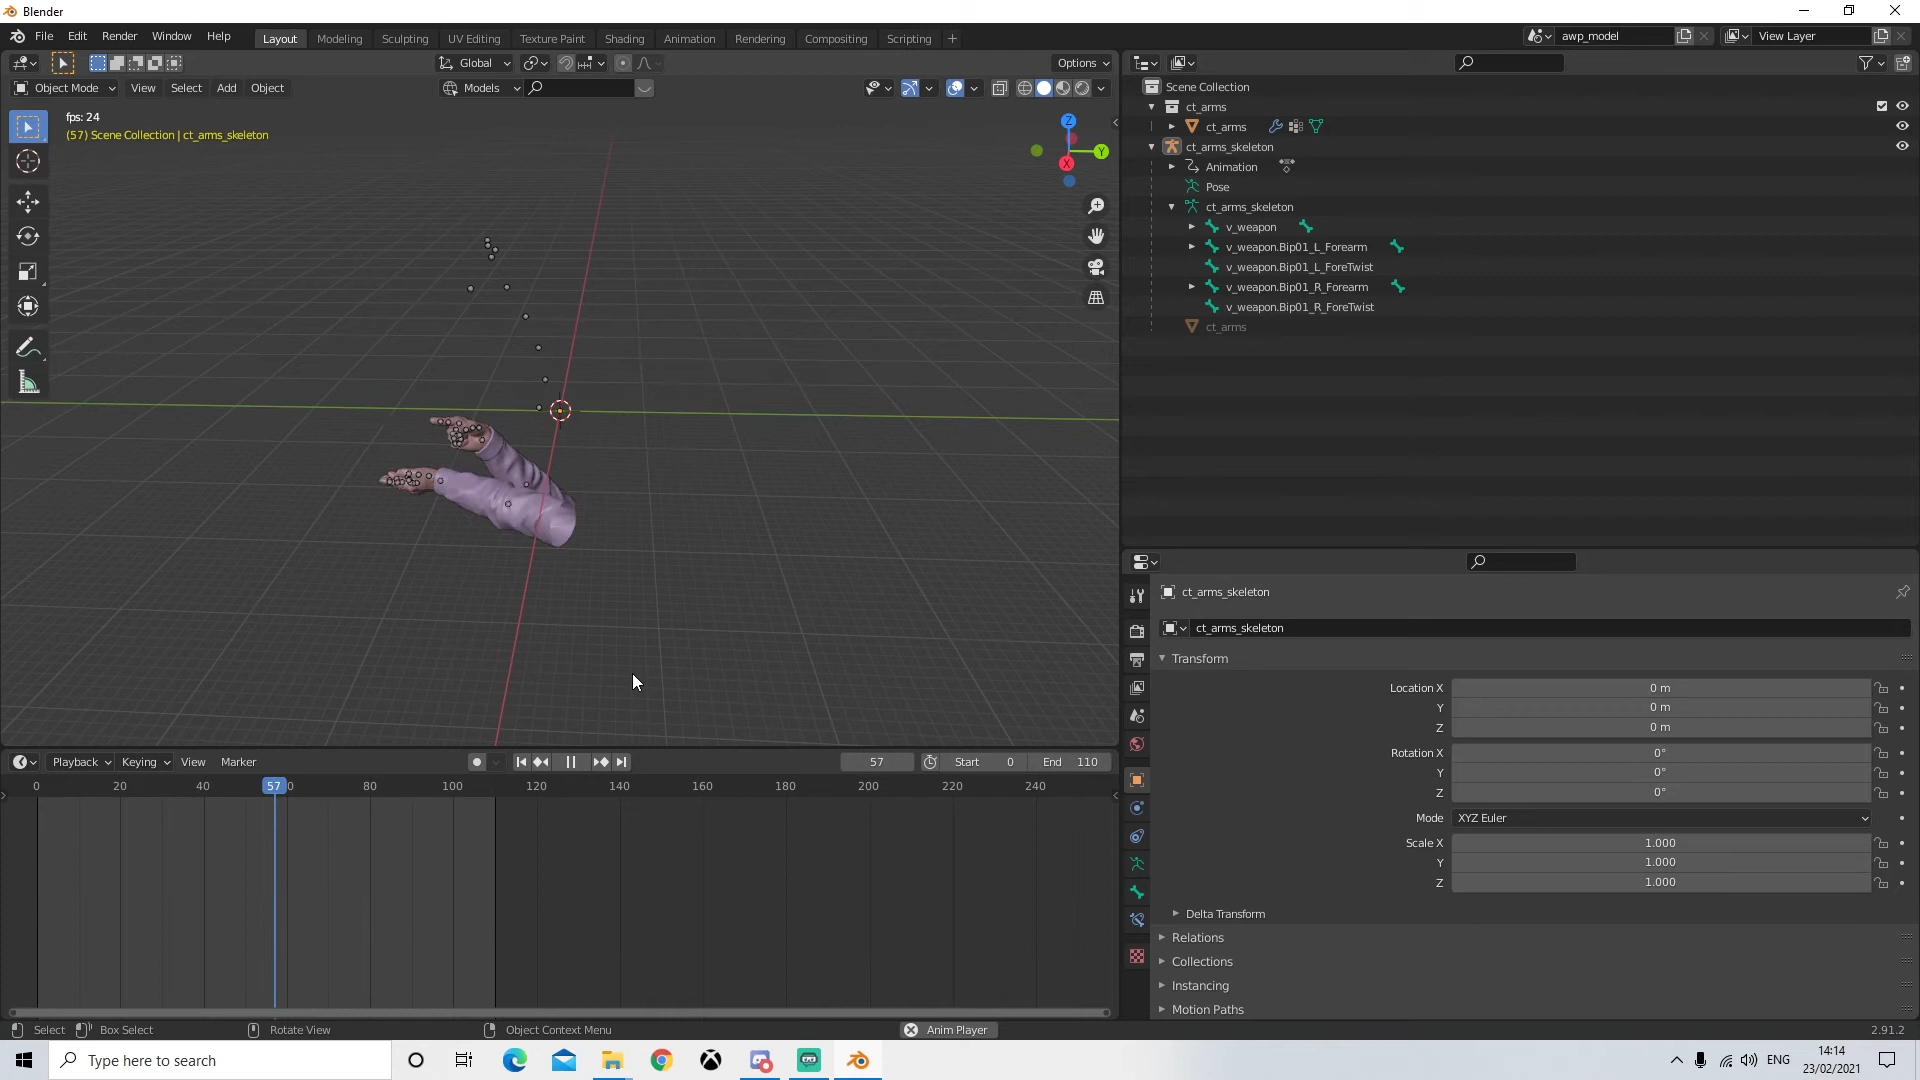 Blender
File Edit Render Window Help
Layout Modeling Sculpting UV Editing Texture Paint Shading Animation Rendering Compositing Scripting
awp_model
View Layer
Global
Options
Object Mode View Select Add Object
Models
fps: 24
(57) Scene Collection | ct_arms_skeleton
Z
Y
X
Scene Collection
ct_arms
ct_arms
ct_arms_skeleton
Animation
Pose
ct_arms_skeleton
v_weapon
v_weapon.Bip01_L_Forearm
v_weapon.Bip01_L_ForeTwist
v_weapon.Bip01_R_Forearm
v_weapon.Bip01_R_ForeTwist
ct_arms
ct_arms_skeleton
ct_arms_skeleton
Transform
Location X 0 m
Y 0 m
Z 0 m
Rotation X 0°
Y 0°
Z 0°
Mode XYZ Euler
Scale X 1.000
Y 1.000
Z 1.000
Delta Transform
Relations
Collections
Instancing
Motion Paths
Playback Keying View Marker
57
Start 0
End 110
0 20 40 57 0 80 100 120 140 160 180 200 220 240
Select Box Select Rotate View Object Context Menu Anim Player 2.91.2
Type here to search
ENG
14:14
23/02/2021